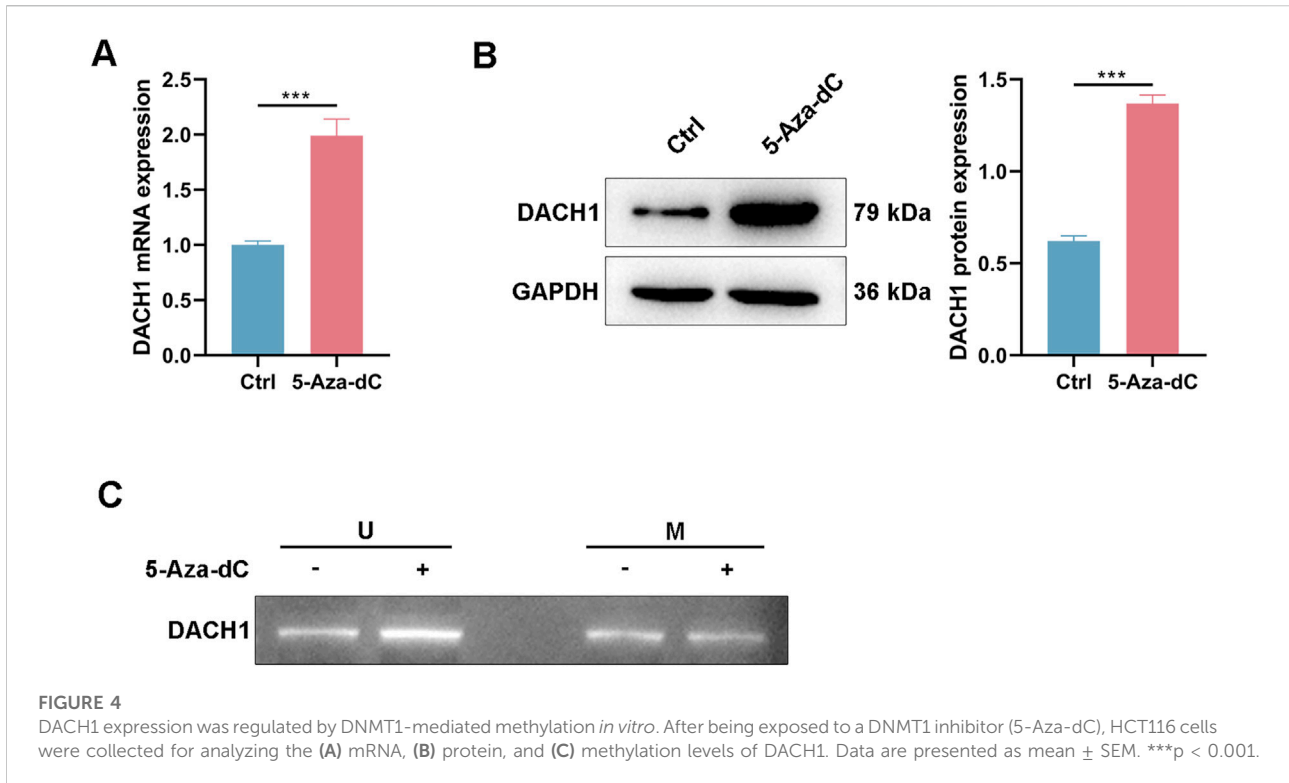 A
DACH1 mRNA expression
2.5
2.0
1.5
1.0
0.5
0.0
***
Ctrl 5-Aza-dC
B
Ctrl 5-Aza-dC
DACH1 79 kDa
GAPDH 36 kDa
DACH1 protein expression
1.5
1.0
0.5
0.0
***
Ctrl 5-Aza-dC
C
U M
5-Aza-dC - + - +
DACH1
FIGURE 4
DACH1 expression was regulated by DNMT1-mediated methylation in vitro. After being exposed to a DNMT1 inhibitor (5-Aza-dC), HCT116 cells
were collected for analyzing the (A) mRNA, (B) protein, and (C) methylation levels of DACH1. Data are presented as mean ± SEM. ***p < 0.001.